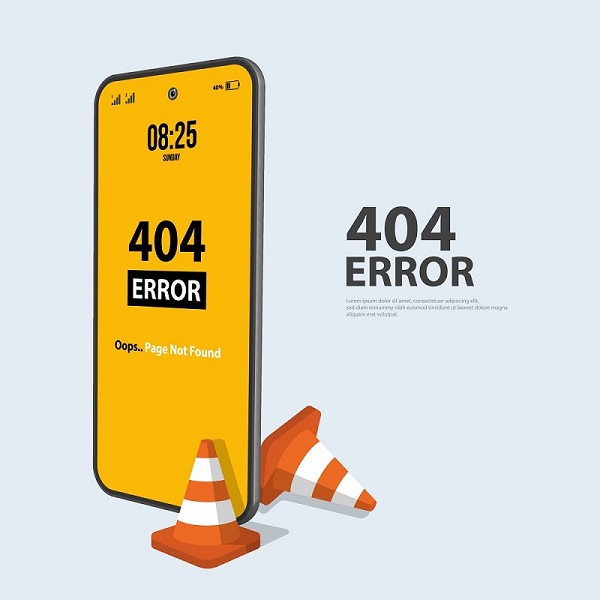 40%
08:25
SUNDAY
404
ERROR
Oops.. Page Not Found
404
ERROR
Lorem ipsum dolor sit amet, consectetuer adipiscing elit,
sed diam nonummy nibh euismod tincidunt ut laoreet dolore magna
aliquam erat volutpat.